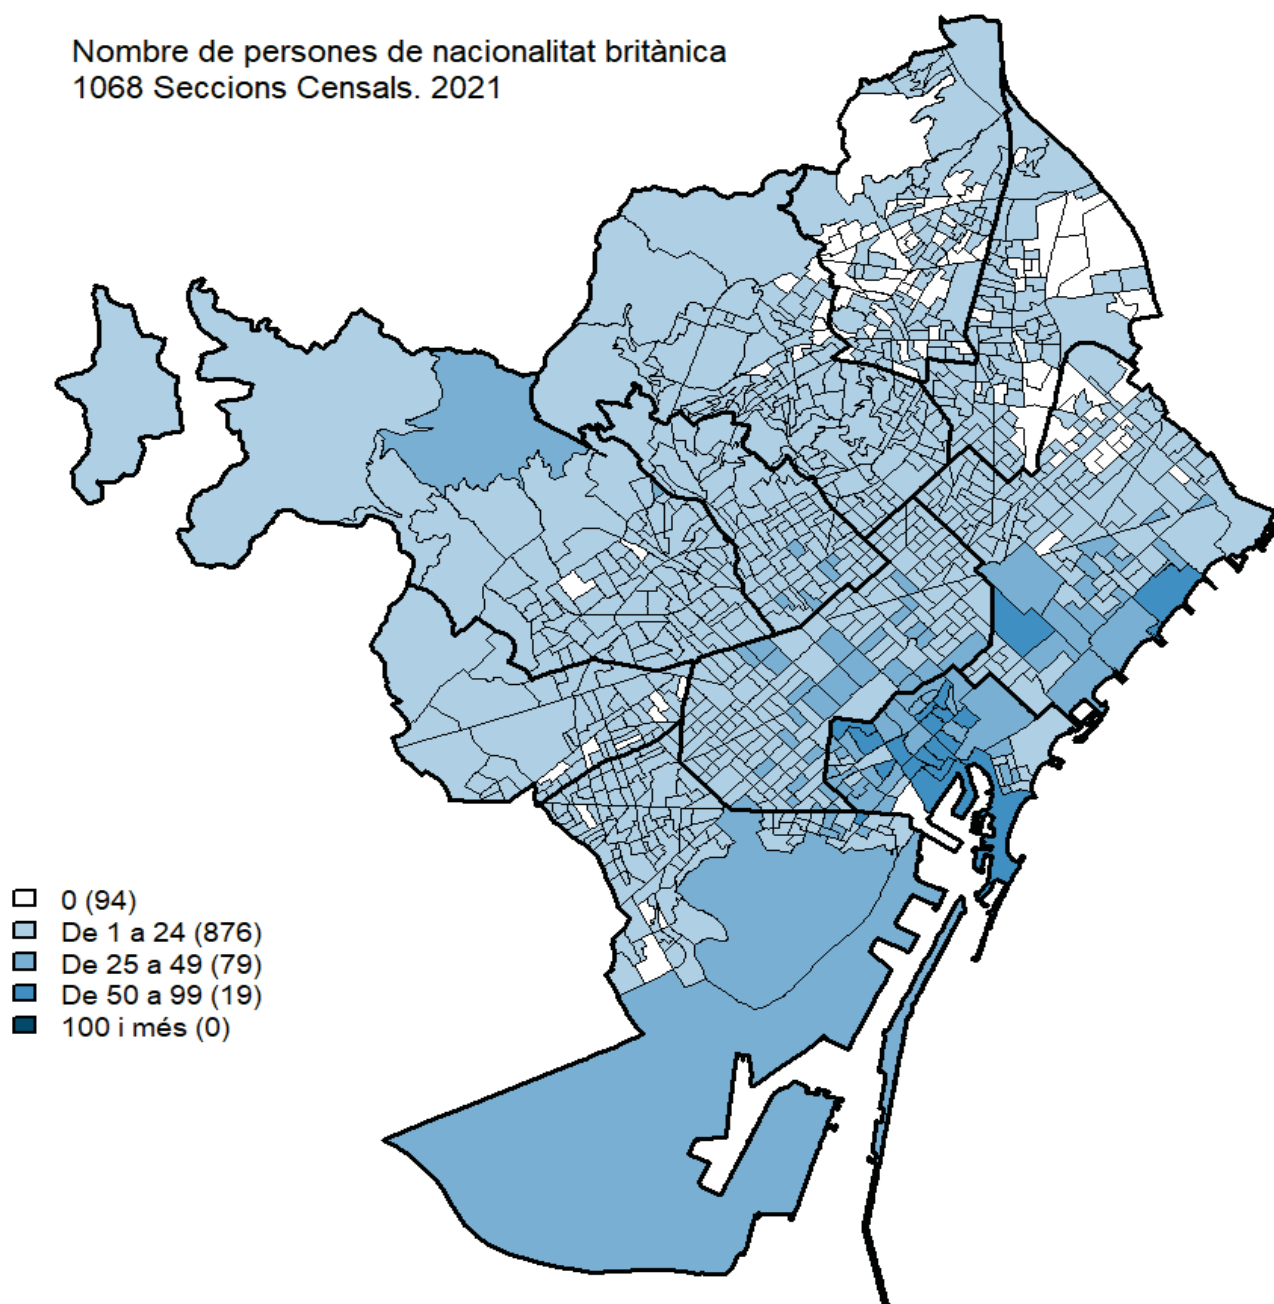 Nombre de persones de nacionalitat britànica
1068 Seccions Censals. 2021
0 (94)
De 1 a 24 (876)
De 25 a 49 (79)
De 50 a 99 (19)
100 i més (0)